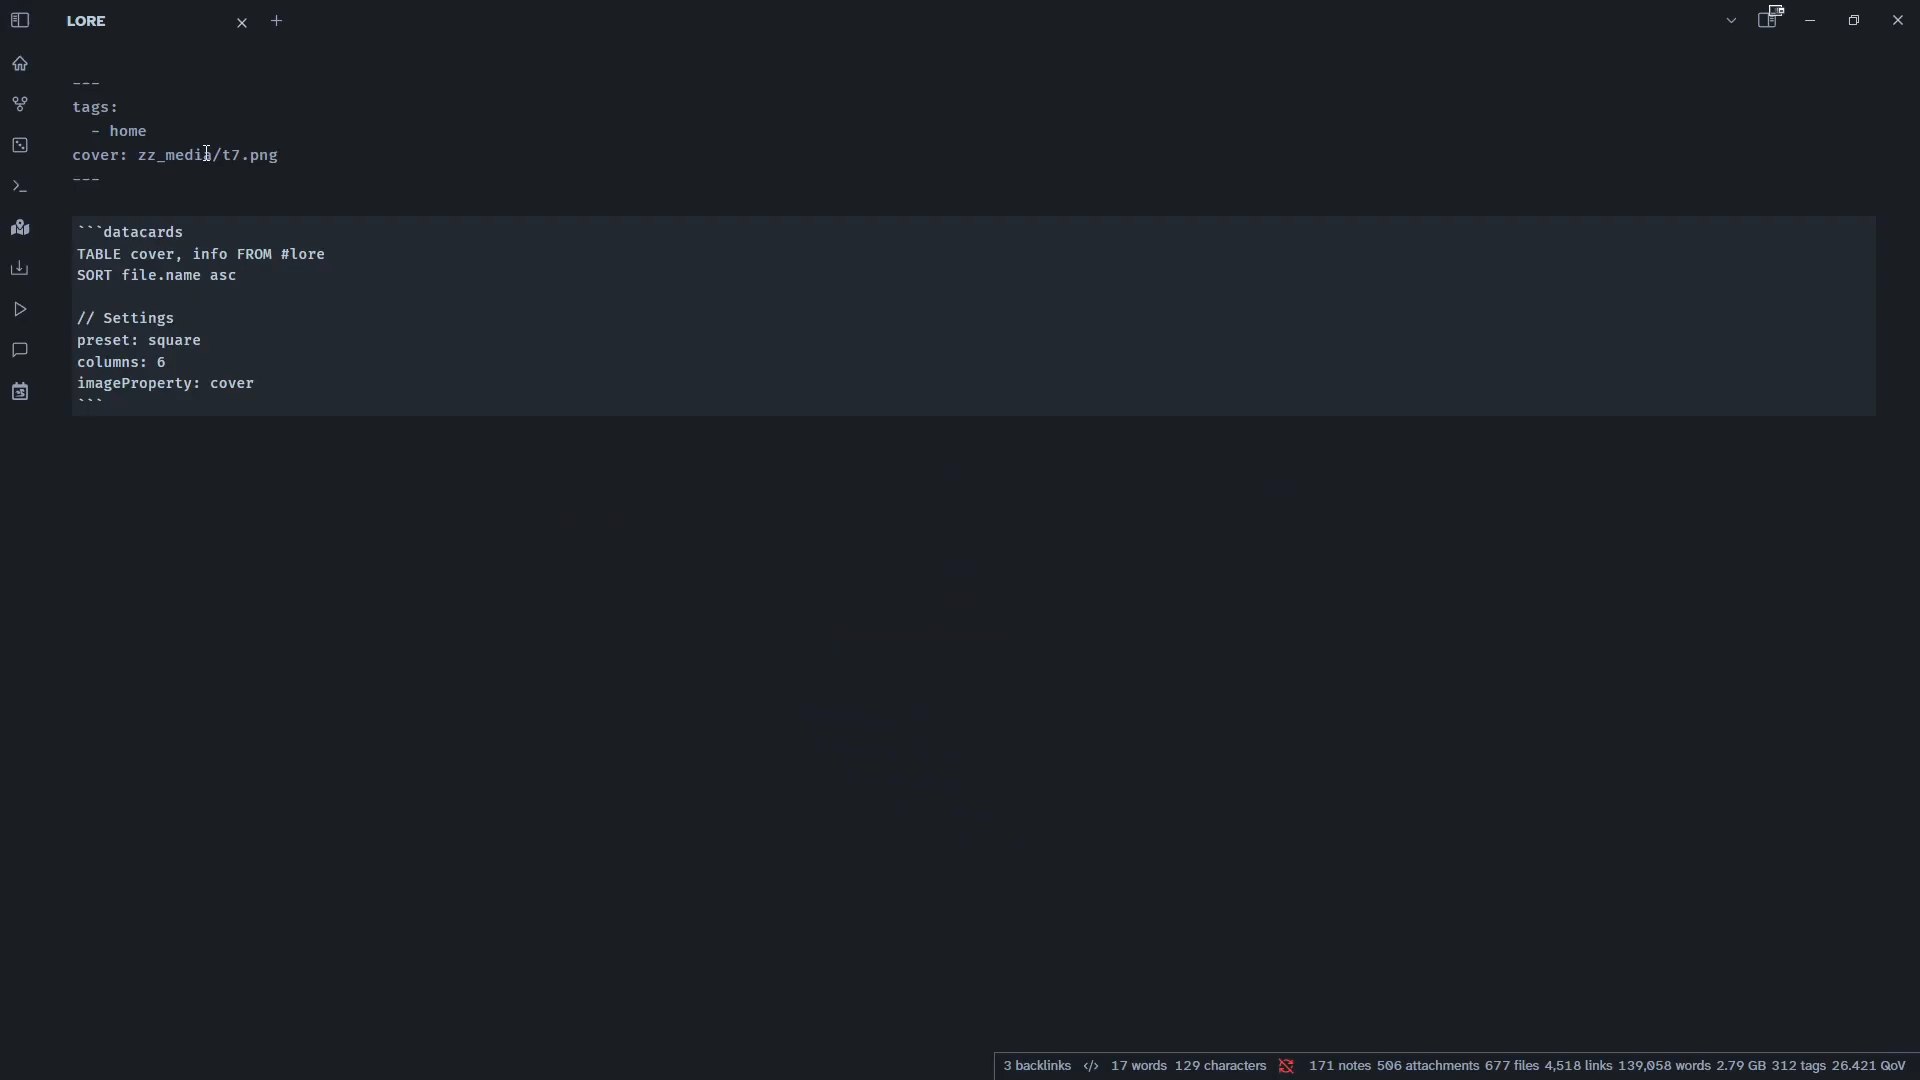 LORE
---
tags:
  - home
cover: zz_media/t7.png
---
```datacards
TABLE cover, info FROM #lore
SORT file.name asc
// Settings
preset: square
columns: 6
imageProperty: cover
```
3 backlinks </> 17 words 129 characters 171 notes 506 attachments 677 files 4,518 links 139,058 words 2.79 GB 312 tags 26.421 QoV